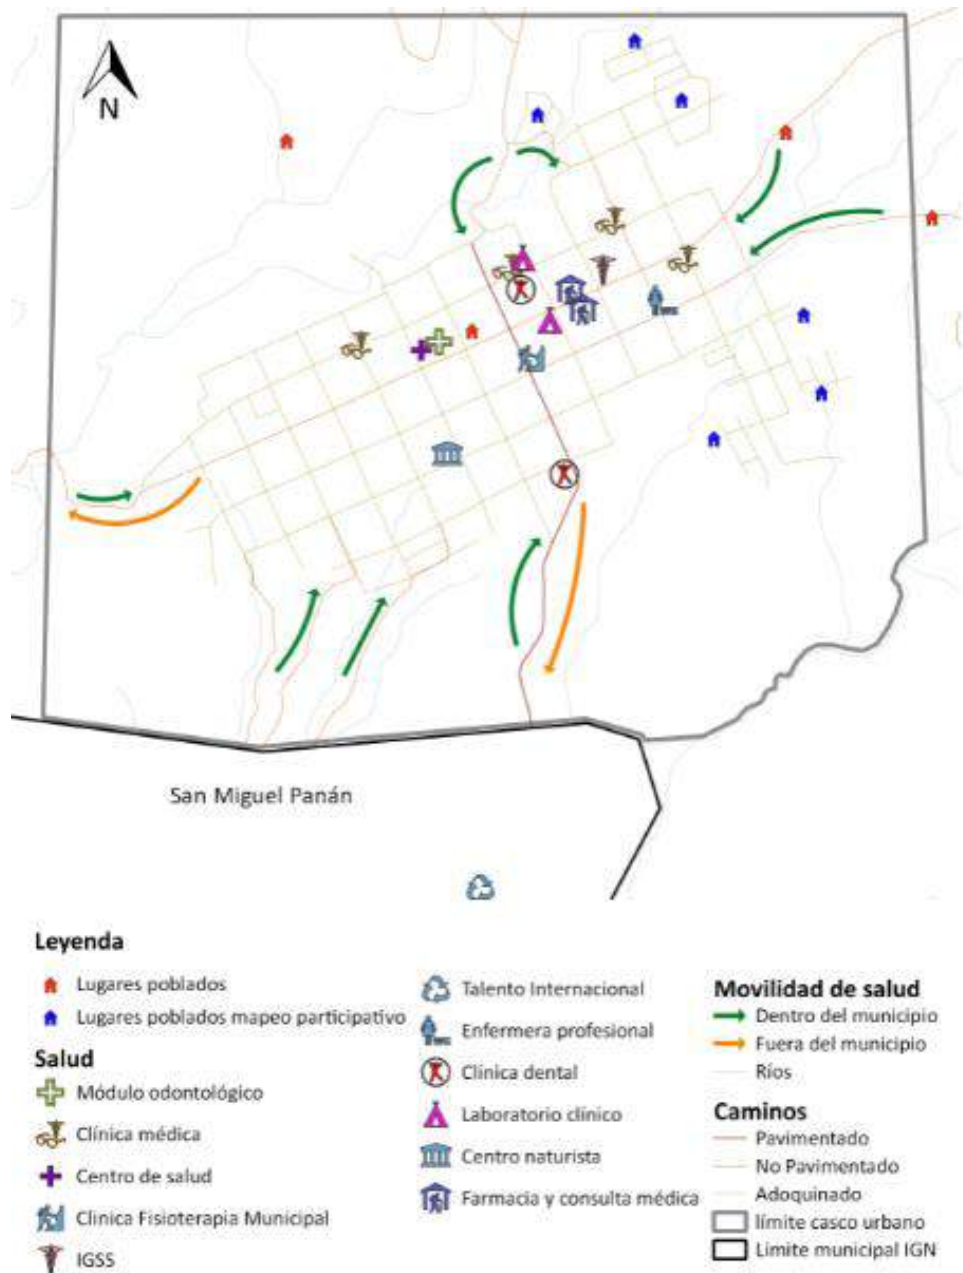 N
San Miguel Panán
Leyenda
Lugares poblados
Lugares poblados mapeo participativo
Salud
Módulo odontológico
Clínica médica
Centro de salud
Clinica Fisioterapia Municipal
IGSS
Talento Internacional
Enfermera profesional
Clínica dental
Laboratorio clínico
Centro naturista
Farmacia y consulta médica
Movilidad de salud
Dentro del municipio
Fuera del municipio
Ríos
Caminos
Pavimentado
No Pavimentado
Adoquinado
límite casco urbano
Limite municipal IGN